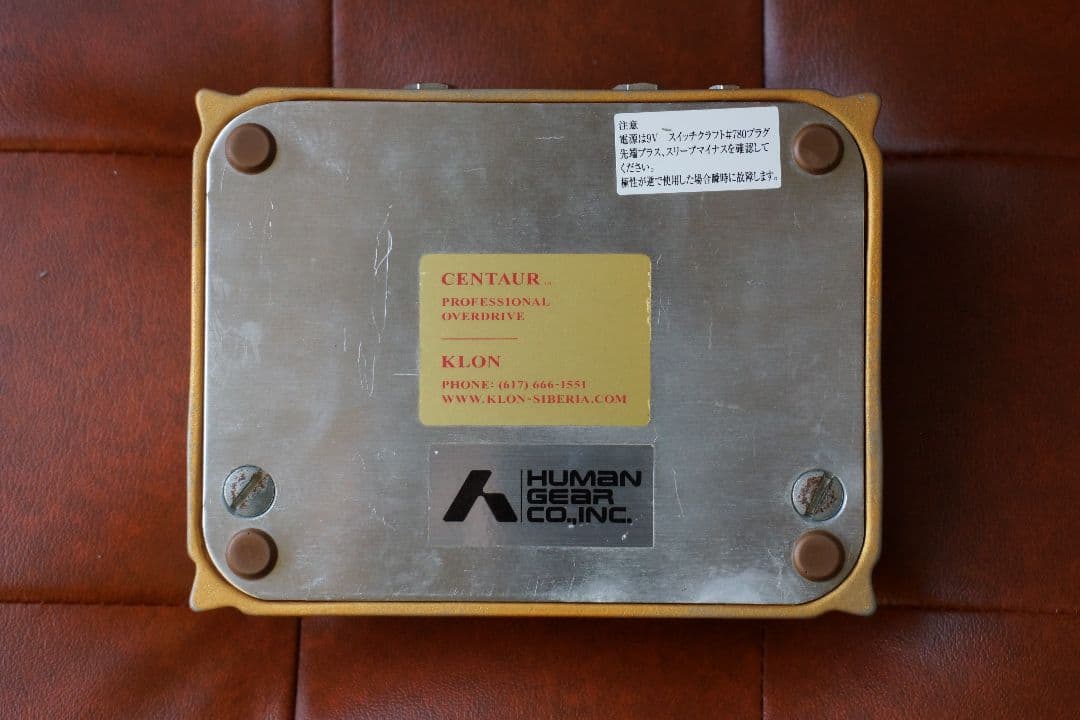 注意
電源は9V スイッチクラフト#780プラグ
先端プラス、スリーブマイナスを確認して
ください。
極性が逆で使用した場合瞬時に故障します。
CENTAUR TM
PROFESSIONAL
OVERDRIVE
KLON
PHONE: (617) 666-1551
WWW.KLON-SIBERIA.COM
HUMAN
GEAR
CO.,INC.